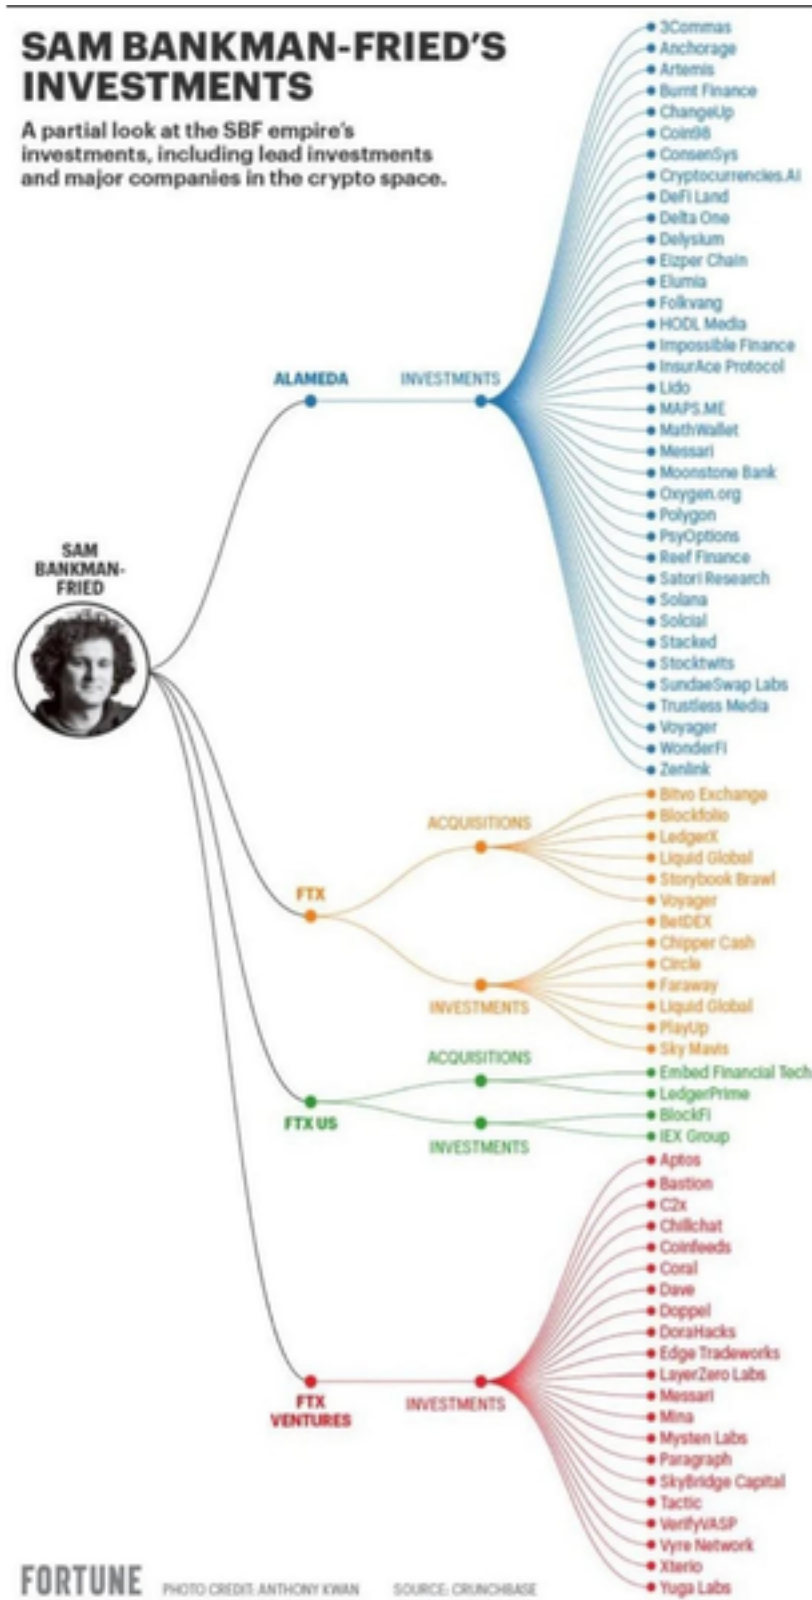 SAM BANKMAN-FRIED'S
INVESTMENTS
A partial look at the SBF empire's
investments, including lead investments
and major companies in the crypto space.
SAM
BANKMAN-
FRIED
ALAMEDA
INVESTMENTS
3Commas
Anchorage
Artemis
Burnt Finance
ChangeUp
Coin98
ConsenSys
Cryptocurrencies.AI
DeFi Land
Delta One
Delysium
Eizper Chain
Elumia
Folkvang
HODL Media
Impossible Finance
InsurAce Protocol
Lido
MAPS.ME
MathWallet
Messari
Moonstone Bank
Oxygen.org
Polygon
PsyOptions
Reef Finance
Satori Research
Solana
Solcial
Stacked
Stocktwits
SundaeSwap Labs
Trustless Media
Voyager
WonderFi
Zenlink
FTX
ACQUISITIONS
Bitvo Exchange
Blockfolio
LedgerX
Liquid Global
Storybook Brawl
Voyager
INVESTMENTS
BetDEX
Chipper Cash
Circle
Faraway
Liquid Global
PlayUp
Sky Mavis
FTX US
ACQUISITIONS
Embed Financial Tech
LedgerPrime
INVESTMENTS
BlockFi
IEX Group
FTX
VENTURES
INVESTMENTS
Aptos
Bastion
C2x
Chillchat
Coinfeeds
Coral
Dave
Doppel
DoraHacks
Edge Tradeworks
LayerZero Labs
Messari
Mina
Mysten Labs
Paragraph
SkyBridge Capital
Tactic
VerifyVASP
Vyre Network
Xterio
Yuga Labs
FORTUNE
PHOTO CREDIT: ANTHONY KWAN
SOURCE: CRUNCHBASE